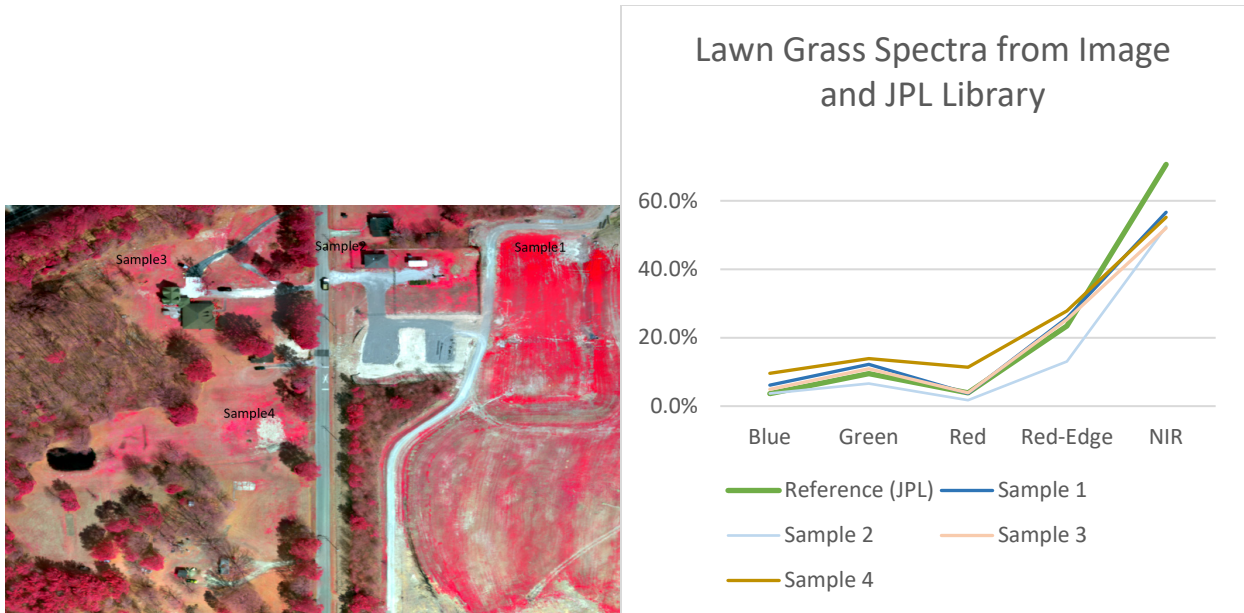 Sample3
Sample2
Sample1
Sample4
Lawn Grass Spectra from Image
and JPL Library
60.0%
40.0%
20.0%
0.0%
Blue Green Red Red-Edge NIR
Reference (JPL) Sample 1
Sample 2 Sample 3
Sample 4